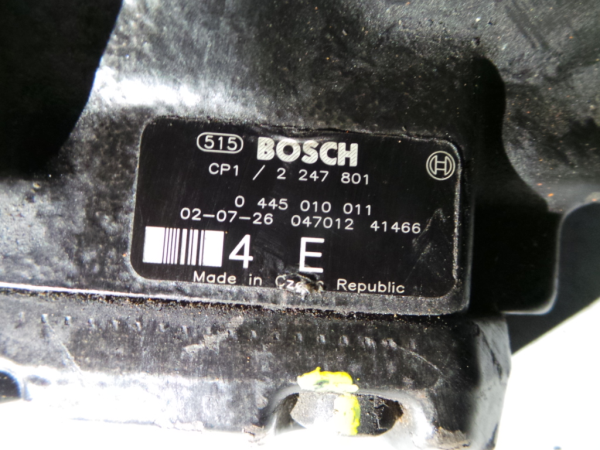 515 BOSCH
CP1 / 2 247 801
0 445 010 011
02-07-26 047012 41466
4 E
Made in Czech Republic